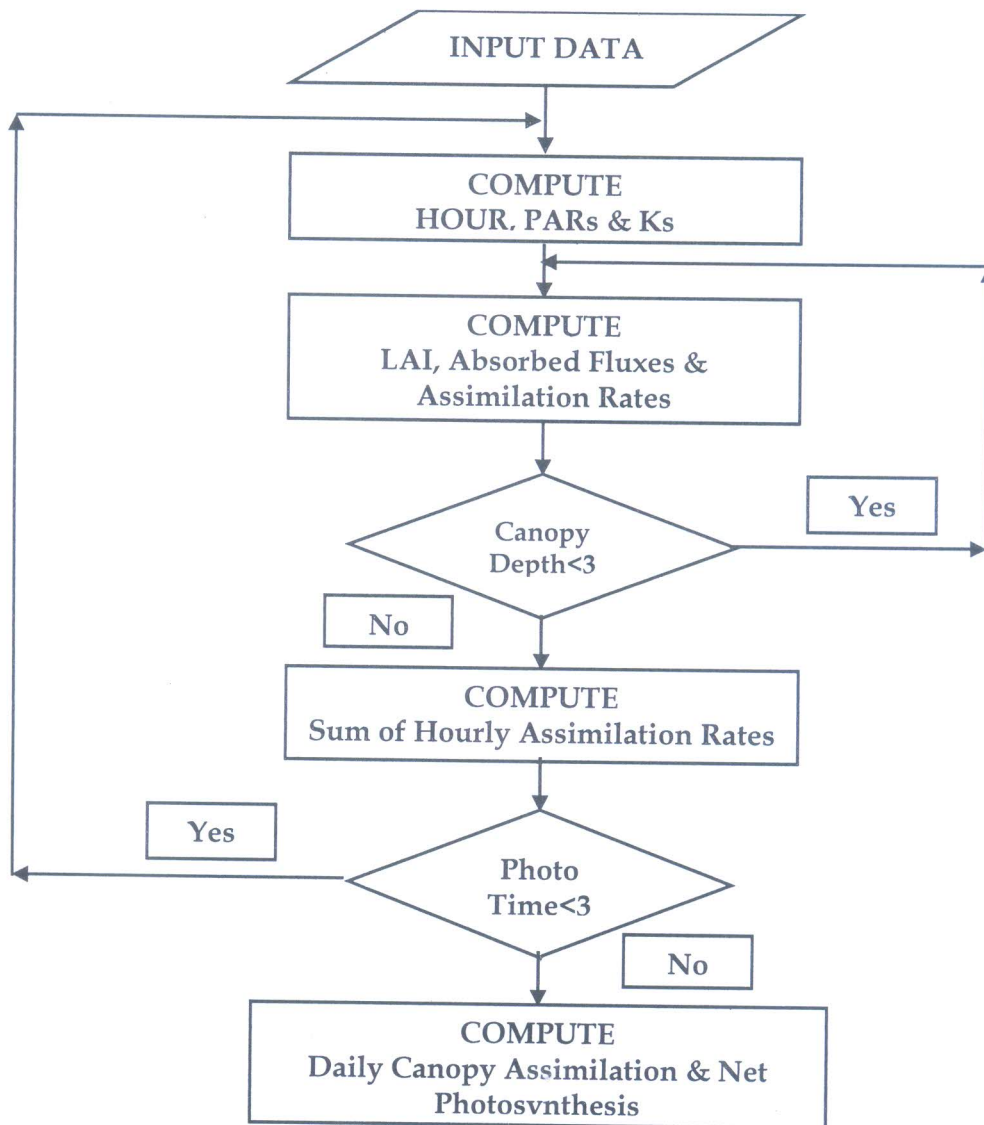 INPUT DATA
COMPUTE
HOUR. PARs & Ks
COMPUTE
LAI, Absorbed Fluxes &
Assimilation Rates
Yes
Canopy
Depth<3
No
COMPUTE
Sum of Hourly Assimilation Rates
Yes
Photo
Time<3
No
COMPUTE
Daily Canopy Assimilation & Net
Photosvnthesis